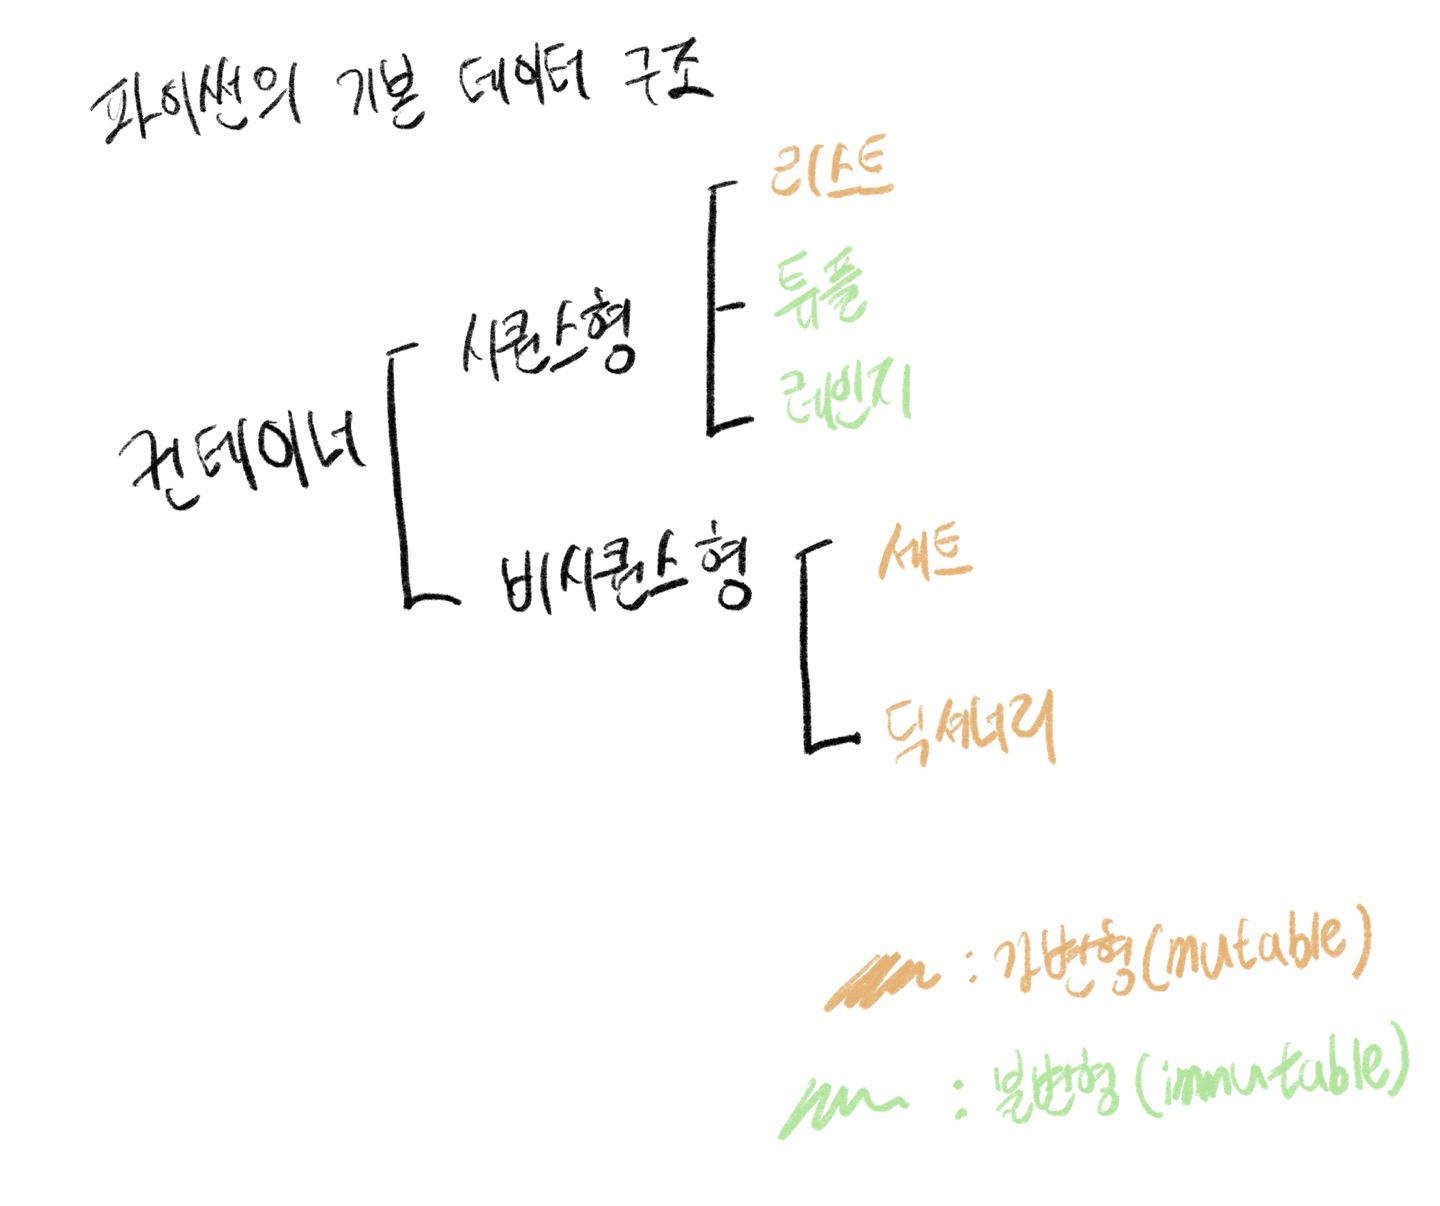 파이썬의 기본 데이터 구조
리스트
튜플
시퀀스형
레인지
컨테이너
세트
비시퀀스형
딕셔너리
: 가변형(mutable)
: 불변형(immutable)